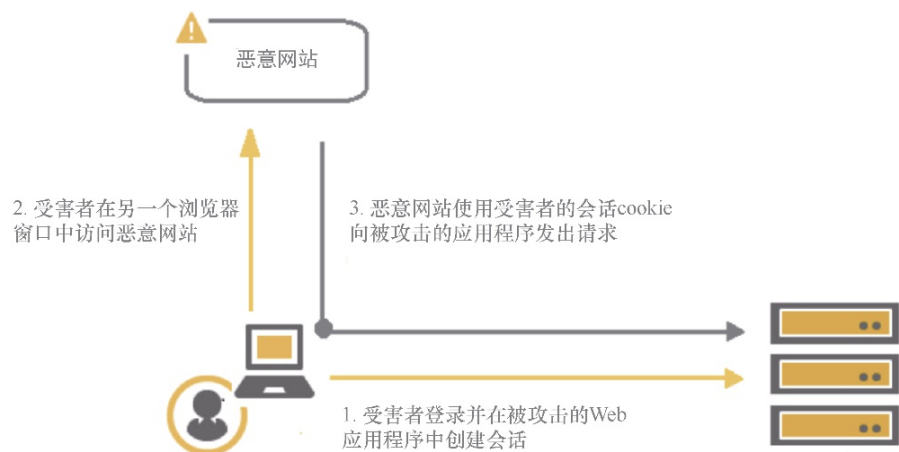 恶意网站
2. 受害者在另一个浏览器
窗口中访问恶意网站
3. 恶意网站使用受害者的会话cookie
向被攻击的应用程序发出请求
1. 受害者登录并在被攻击的Web
应用程序中创建会话